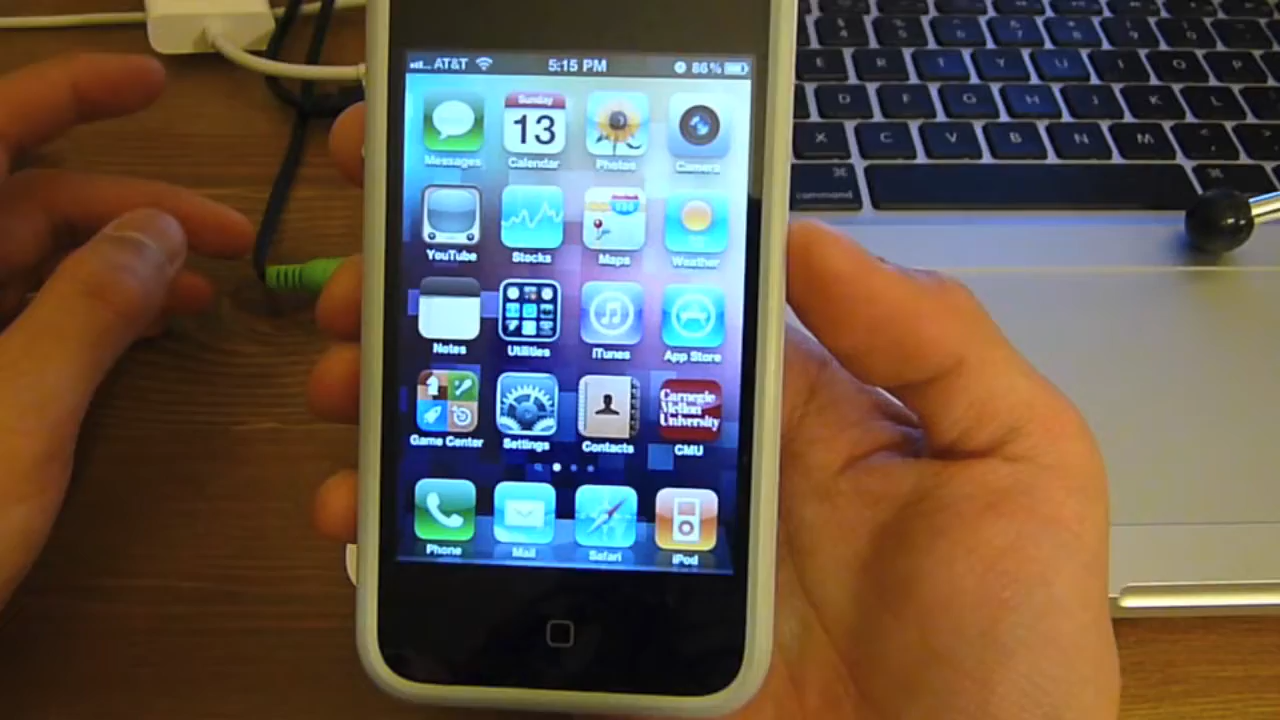 AT&T 5:15 PM 86%
Sunday
13
Messages Calendar Photos Camera
YouTube Stocks Maps Weather
Notes Utilities iTunes App Store
Carnegie
Mellon
University
Game Center Settings Contacts CMU
Phone Mail Safari iPod
E R T Y U I O P
D F G H J K L
X C V B N M
⌘ ⌘
command